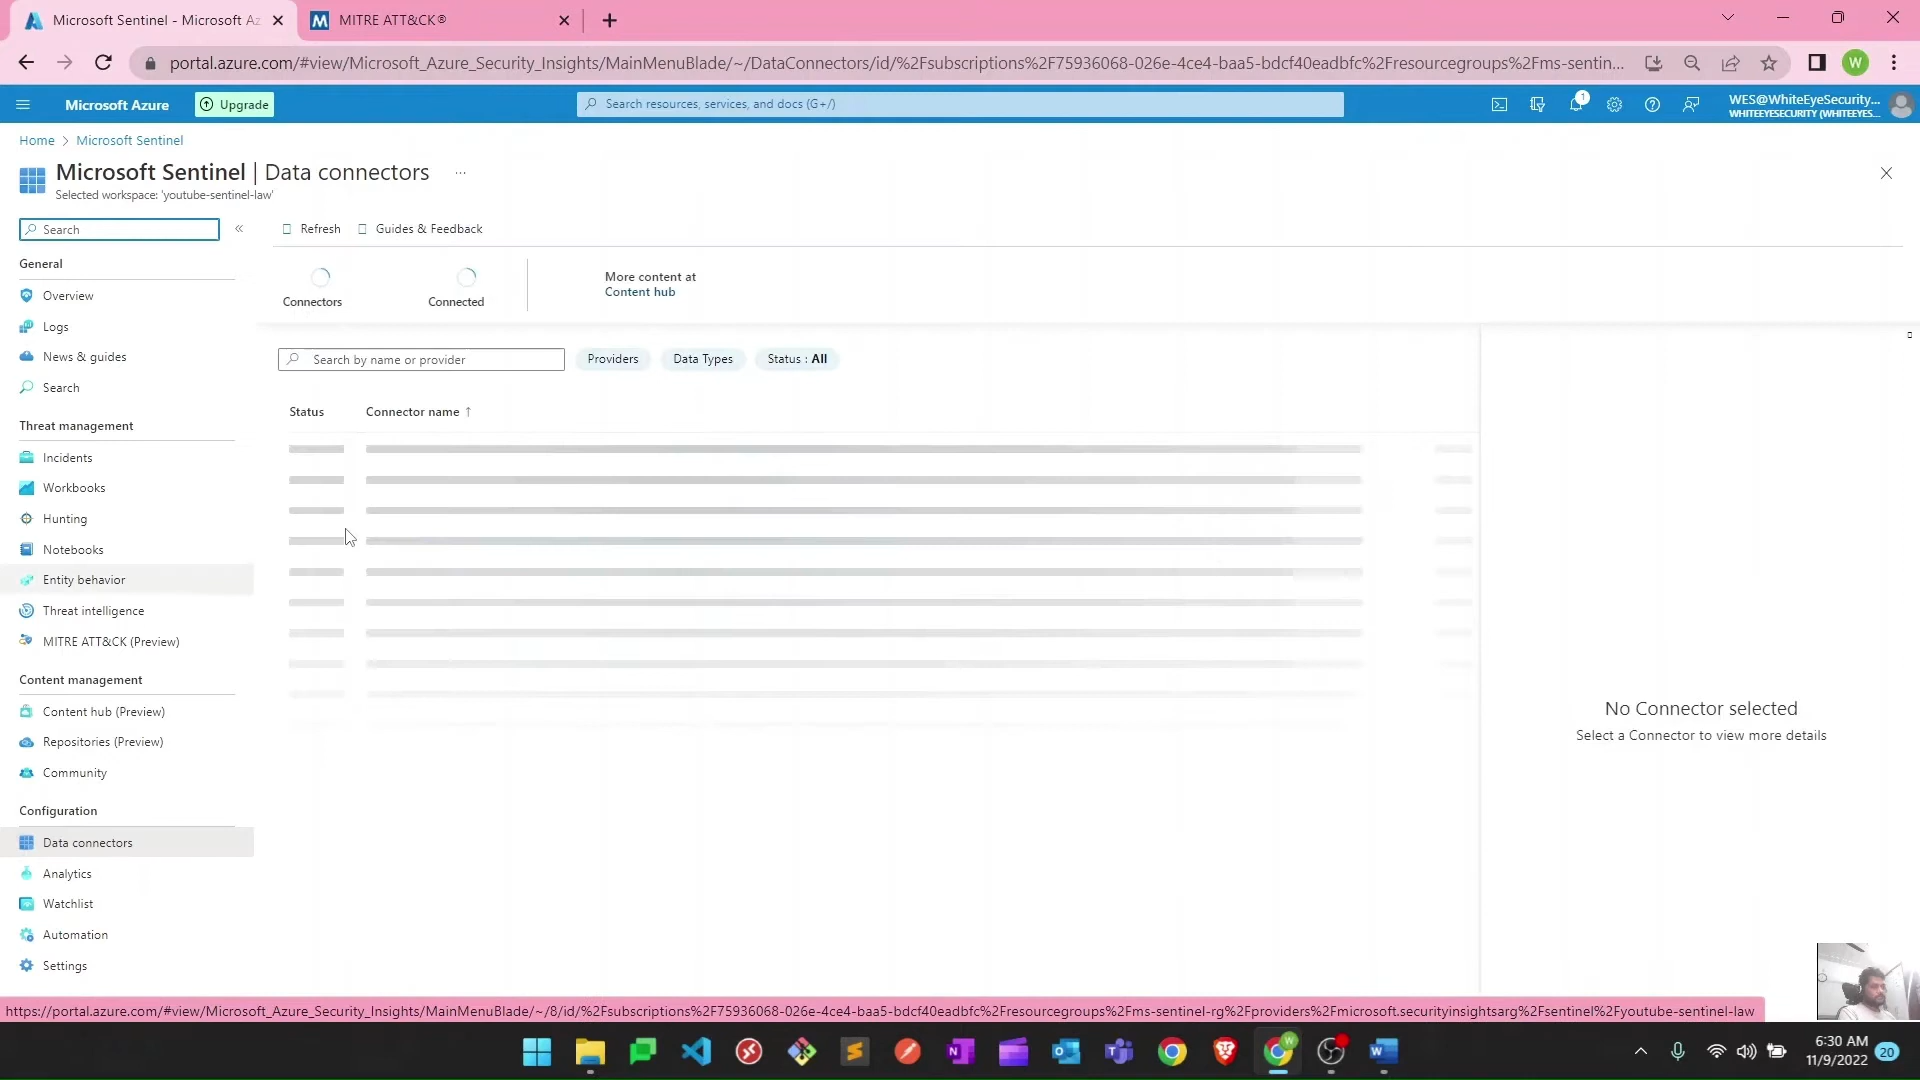 Microsoft Sentinel - Microsoft Az
MITRE ATT&CK®
portal.azure.com/#view/Microsoft_Azure_Security_Insights/MainMenuBlade/~/DataConnectors/id/%2Fsubscriptions%2F75936068-026e-4ce4-baa5-bdcf40eadbfc%2Fresourcegroups%2Fms-sentin...
W
Microsoft Azure
Upgrade
Search resources, services, and docs (G+/)
1
WES@WhiteEyeSecurity...
WHITEEYESECURITY (WHITEEYES...
Home > Microsoft Sentinel
Microsoft Sentinel | Data connectors ...
Selected workspace: 'youtube-sentinel-law'
Search
«
Refresh
Guides & Feedback
General
Overview
Logs
News & guides
Search
Threat management
Incidents
Workbooks
Hunting
Notebooks
Entity behavior
Threat intelligence
MITRE ATT&CK (Preview)
Content management
Content hub (Preview)
Repositories (Preview)
Community
Configuration
Data connectors
Analytics
Watchlist
Automation
Settings
Connectors
Connected
More content at
Content hub
Search by name or provider
Providers
Data Types
Status : All
Status
Connector name ↑
No Connector selected
Select a Connector to view more details
https://portal.azure.com/#view/Microsoft_Azure_Security_Insights/MainMenuBlade/~/8/id/%2Fsubscriptions%2F75936068-026e-4ce4-baa5-bdcf40eadbfc%2Fresourcegroups%2Fms-sentinel-rg%2Fproviders%2Fmicrosoft.securityinsightsarg%2Fsentinel%2Fyoutube-sentinel-law
6:30 AM
11/9/2022
20